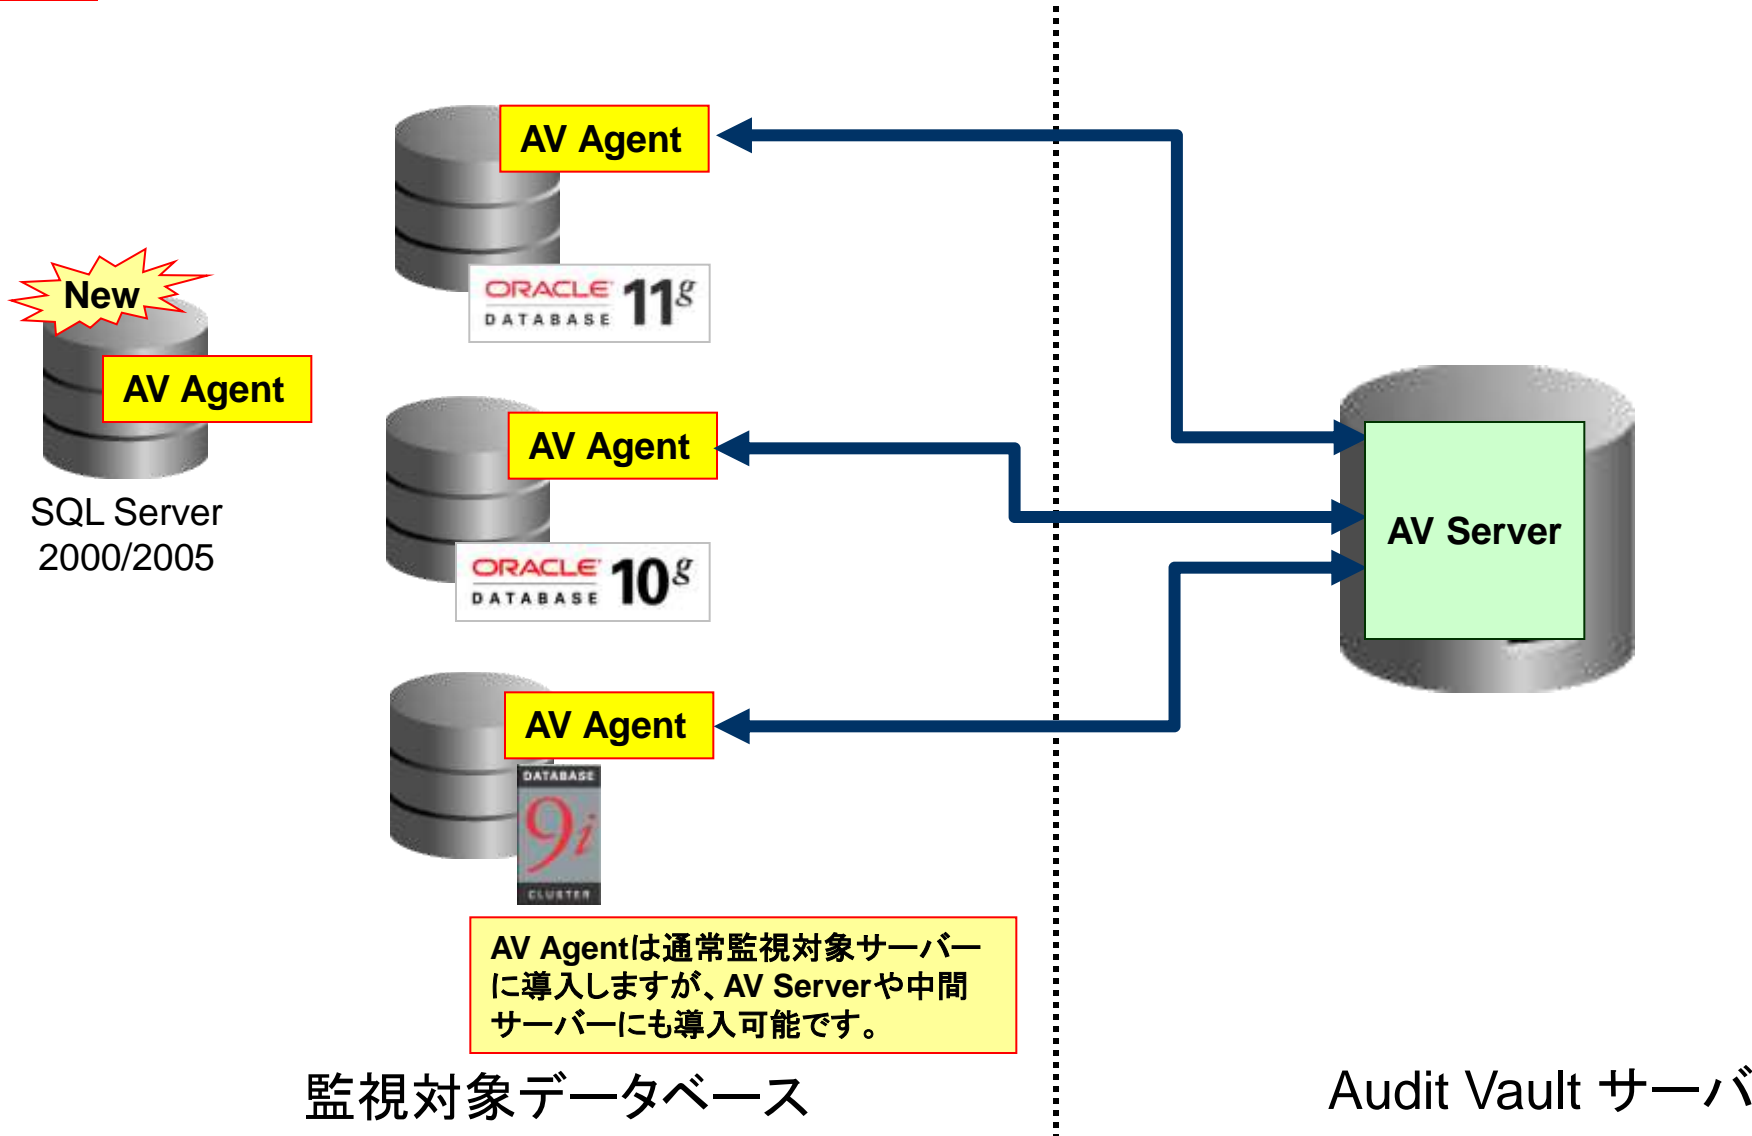 New
AV Agent
SQL Server
2000/2005
AV Agent
ORACLE 11g
DATABASE
AV Agent
ORACLE 10g
DATABASE
AV Agent
DATABASE
9i
CLUSTER
AV Agentは通常監視対象サーバー
に導入しますが、AV Serverや中間
サーバーにも導入可能です。
監視対象データベース
AV Server
Audit Vault サーバ